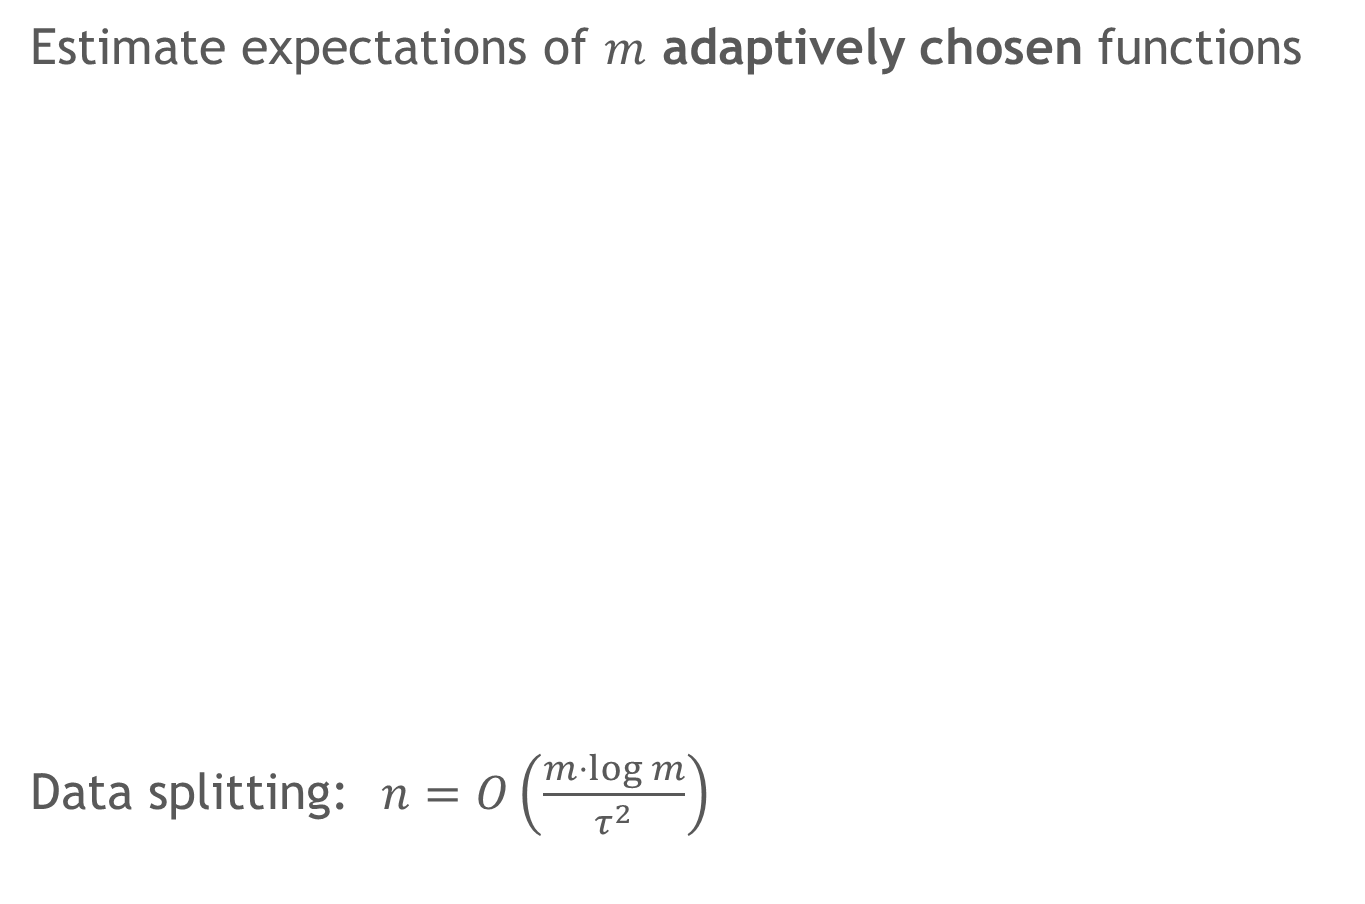 Estimate expectations of m adaptively chosen functions
Data splitting: n = O (m·log m / τ²)